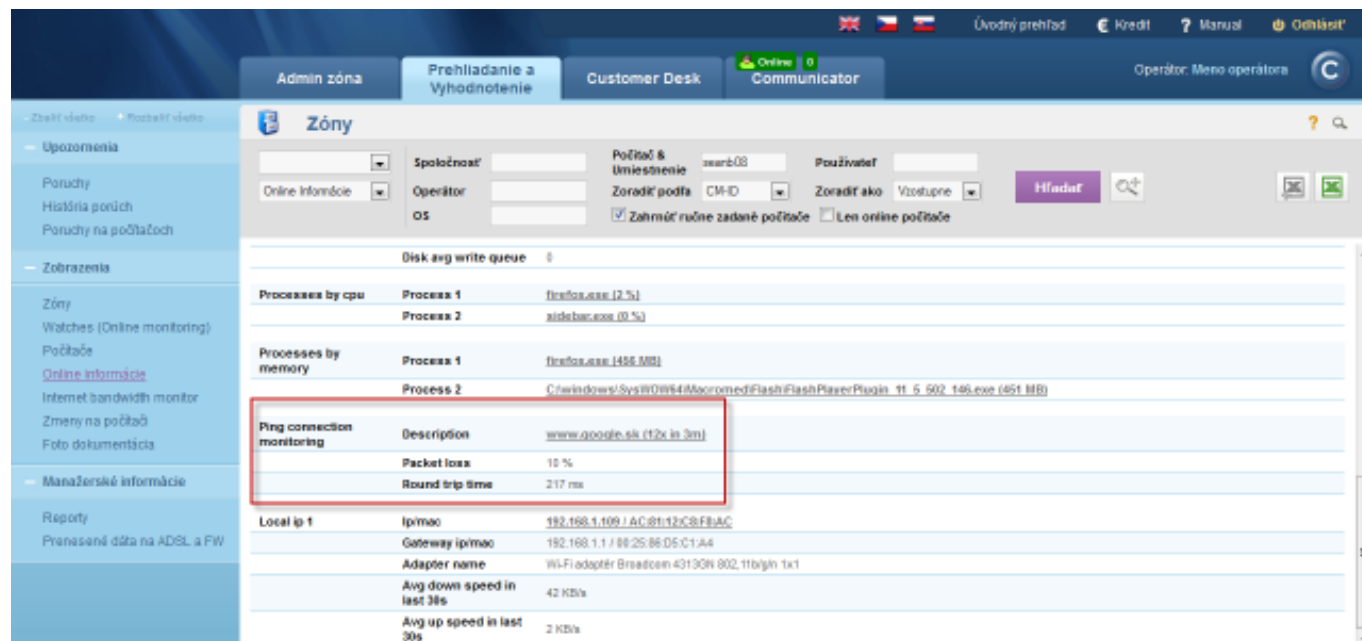 Úvodný prehľad € Kredit ? Manual Odhlásiť
Admin zóna
Prehliadanie a
Vyhodnotenie
Customer Desk
Online 0
Communicator
Operátor: Meno operátora
- Zbaliť všetko + Rozbaliť všetko
Zóny
?
Upozornenia
Poruchy
História porúch
Poruchy na počítačoch
Zobrazenia
Zóny
Watches (Online monitoring)
Počítače
Online informácie
Internet bandwidth monitor
Zmeny na počítači
Foto dokumentácia
Manažérské informácie
Reporty
Prenesené dáta na ADSL a FW
Online Informácie
Spoločnosť
Operátor
OS
Počítač &
Umiestnenie
Používateľ
Zoradiť podľa CM-ID
Zoradiť ako Vzostupne
Zahrnúť ručne zadané počítače Len online počítače
Hľadať
Disk avg write queue 0
Processes by cpu Process 1 firefox.exe (2 %)
Process 2 sidebar.exe (0 %)
Processes by
memory Process 1 firefox.exe (456 MB)
Process 2 C:\windows\SysWOW64\Macromed\Flash\FlashPlayerPlugin_11_5_502_146.exe (451 MB)
Ping connection
monitoring Description www.google.sk (12x in 3m)
Packet loss 10 %
Round trip time 217 ms
Local ip 1 Ip/mac 192.168.1.109 / AC:81:12:C8:F8:AC
Gateway ip/mac 192.168.1.1 / 00:25:86:D5:C1:A4
Adapter name Wi-Fi adaptér Broadcom 4313GN 802.11b/g/n 1x1
Avg down speed in
last 30s 42 KB/s
Avg up speed in last
30s 2 KB/s